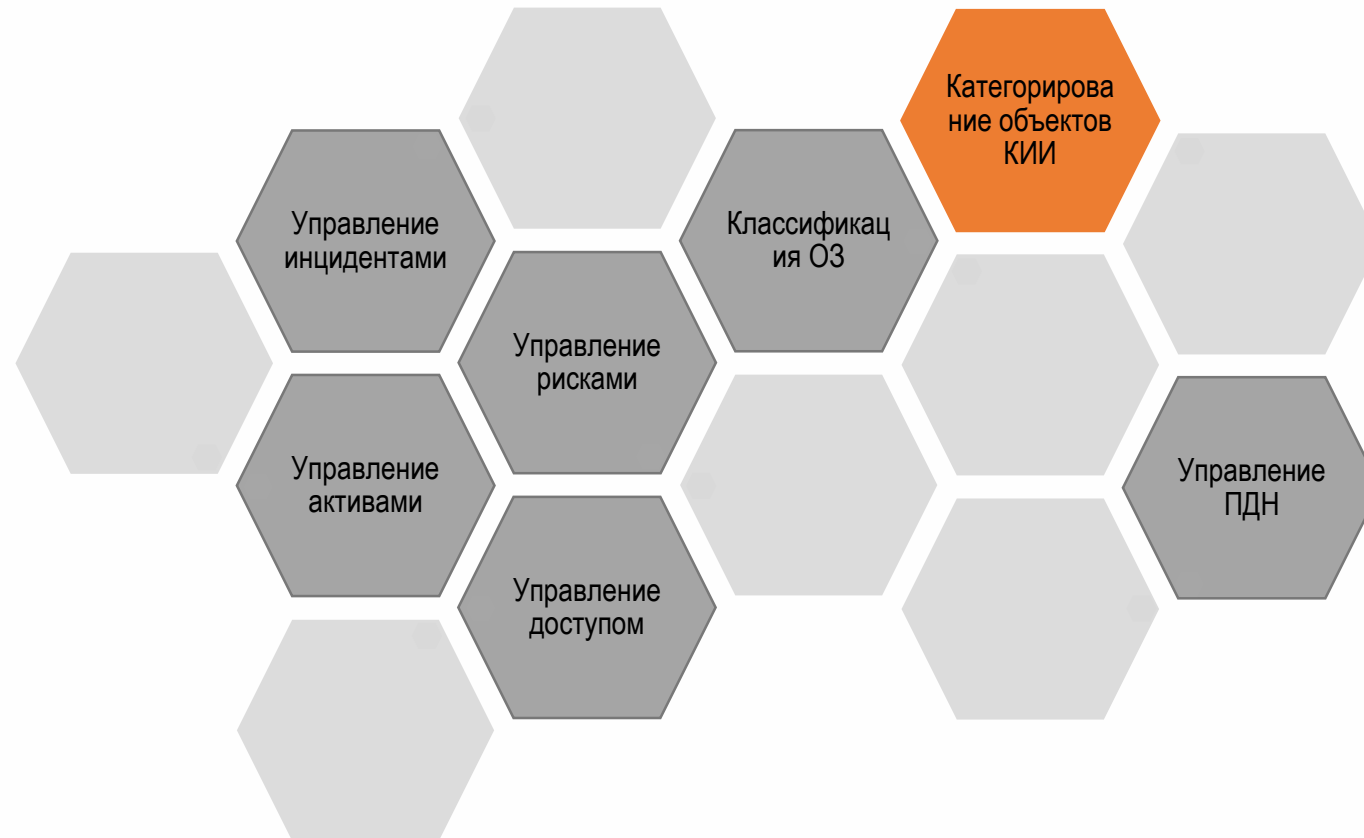 Категорирова
ние объектов
КИИ
Управление
инцидентами
Классификац
ия ОЗ
Управление
рисками
Управление
активами
Управление
ПДН
Управление
доступом